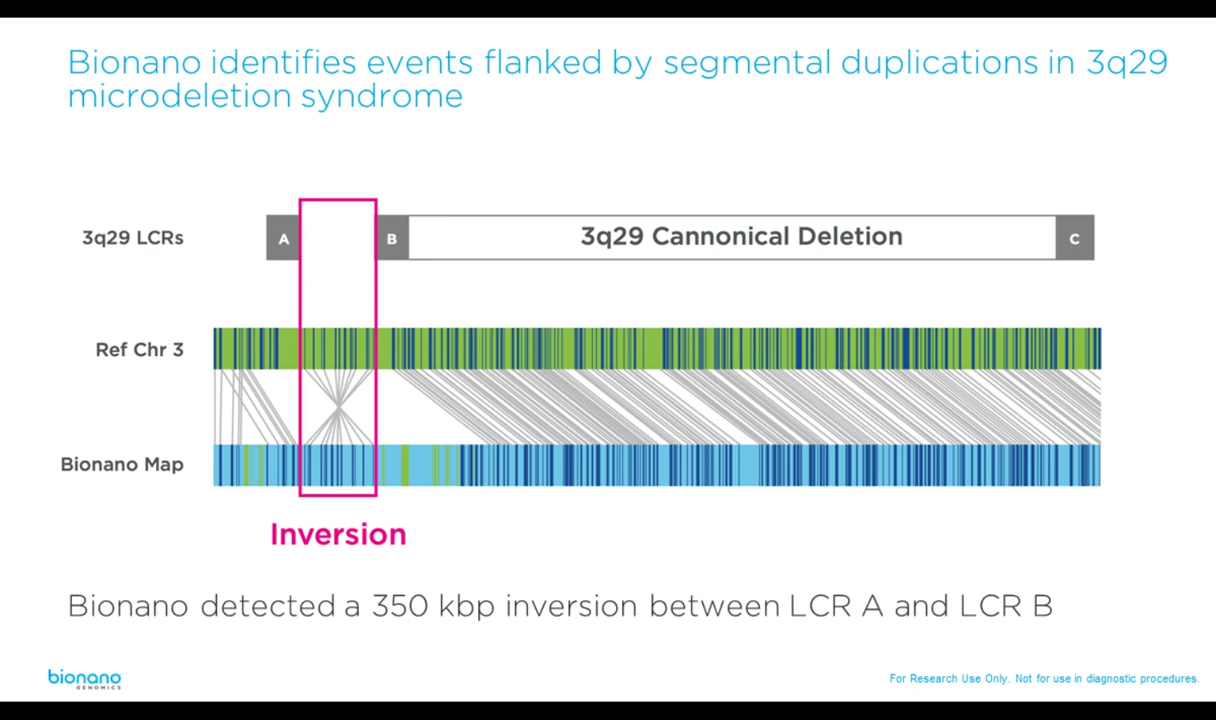 Bionano identifies events flanked by segmental duplications in 3q29
microdeletion syndrome
3q29 LCRs
A
B
3q29 Cannonical Deletion
C
Ref Chr 3
Bionano Map
Inversion
Bionano detected a 350 kbp inversion between LCR A and LCR B
bionano
GENOMICS
For Research Use Only. Not for use in diagnostic procedures.